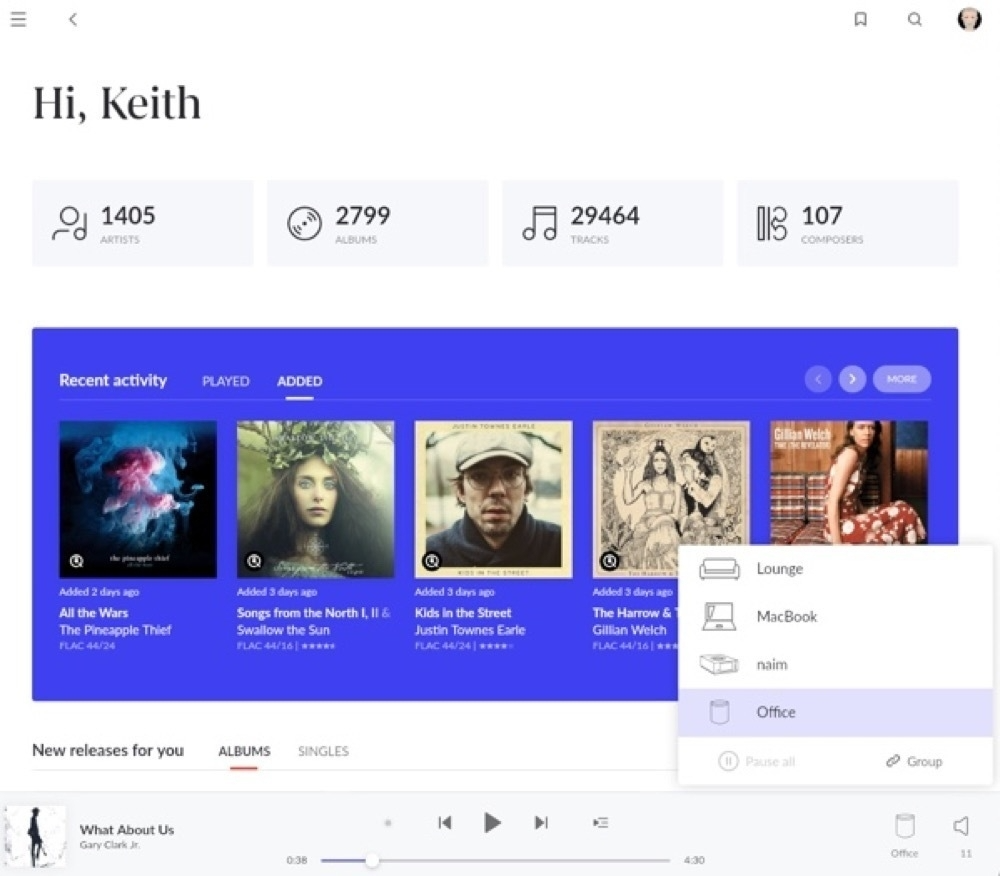 Hi, Keith
1405
ARTISTS
2799
ALBUMS
29464
TRACKS
107
COMPOSERS
Recent activity PLAYED ADDED
MORE
the pineapple thief
JUSTIN TOWNES EARLE
KIDS IN THE STREET
GILLIAN WELCH
Gillian Welch
TIME (THE REVELATOR)
Added 2 days ago
All the Wars
The Pineapple Thief
FLAC 44/24
Added 3 days ago
Songs from the North I, II &
Swallow the Sun
FLAC 44/16 | ★★★★★
Added 3 days ago
Kids in the Street
Justin Townes Earle
FLAC 44/24 | ★★★★
Added 3 days ago
The Harrow &
Gillian Welch
FLAC 44/16 | ★★★
Lounge
MacBook
naim
Office
Pause all
Group
New releases for you ALBUMS SINGLES
What About Us
Gary Clark Jr.
0:38
4:30
Office
11